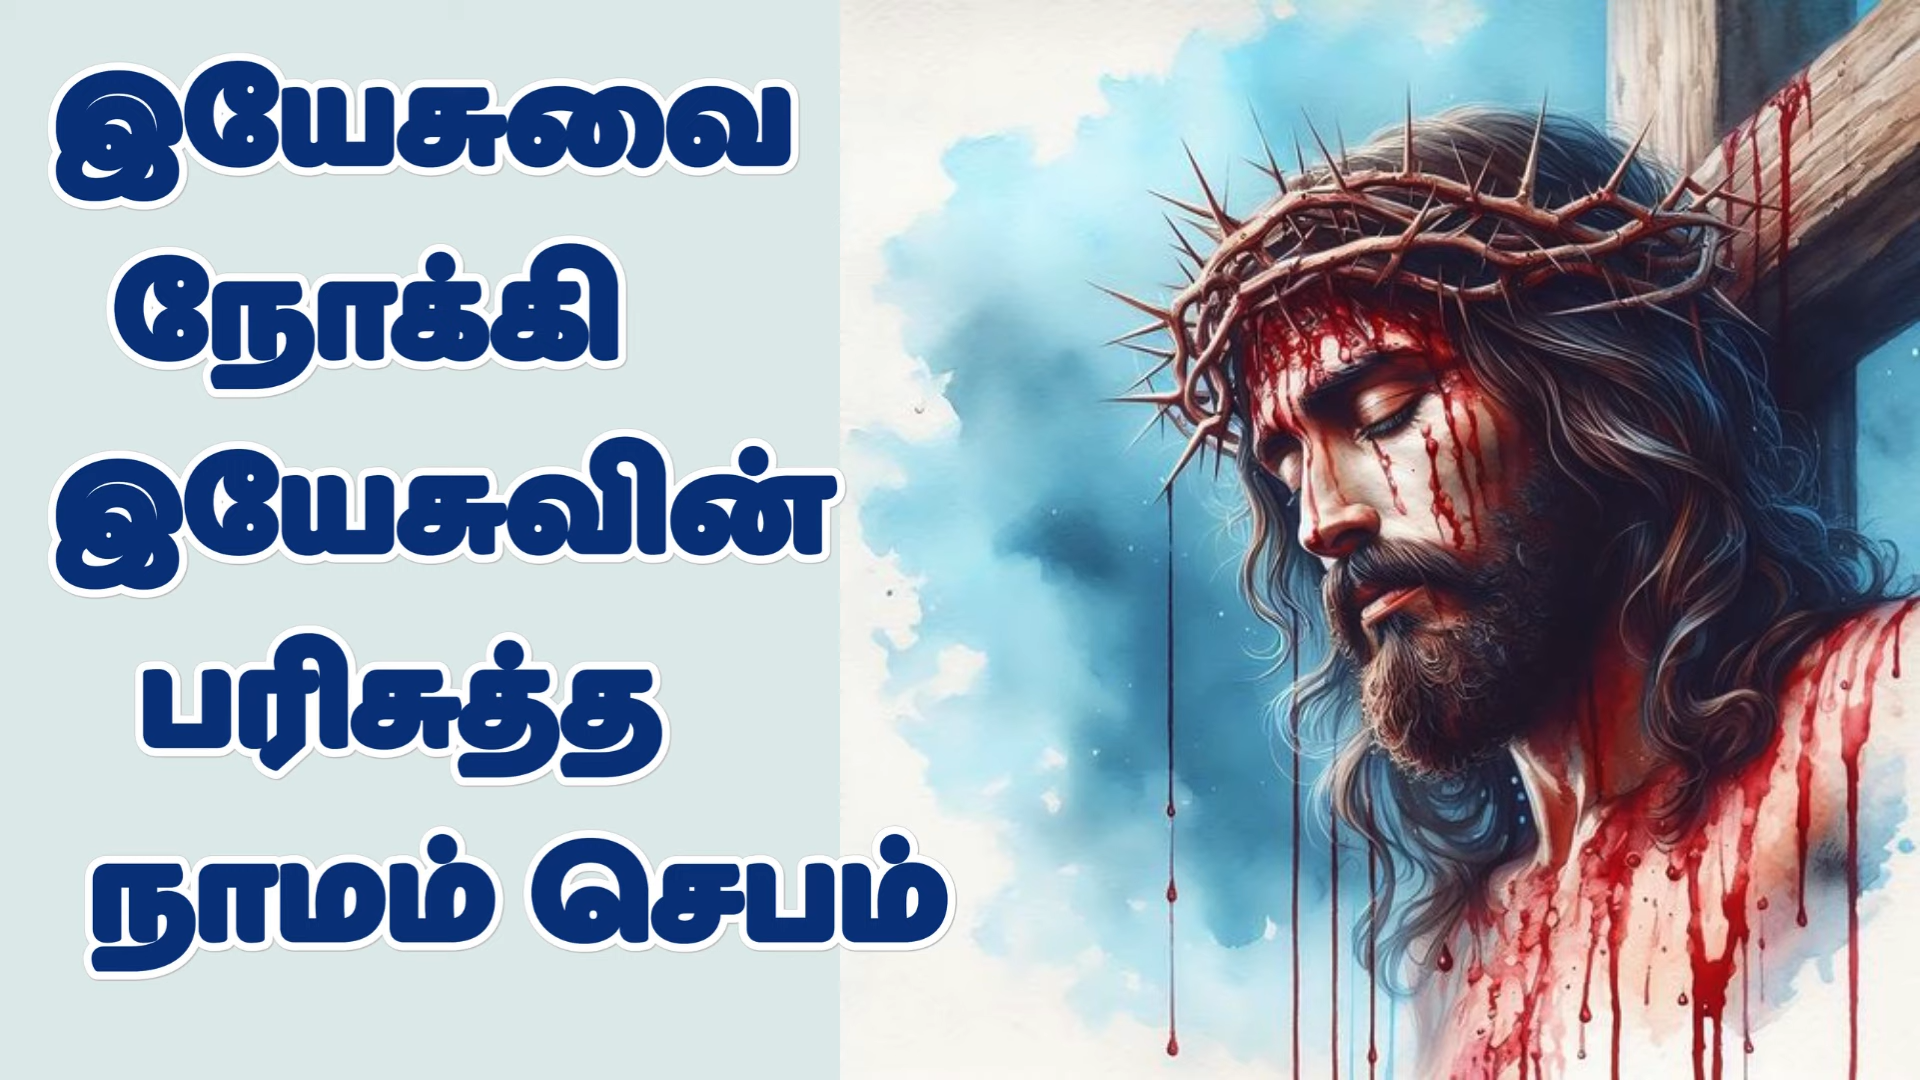 இயேசுவை
நோக்கி
இயேசுவின்
பரிசுத்த
நாமம் செபம்